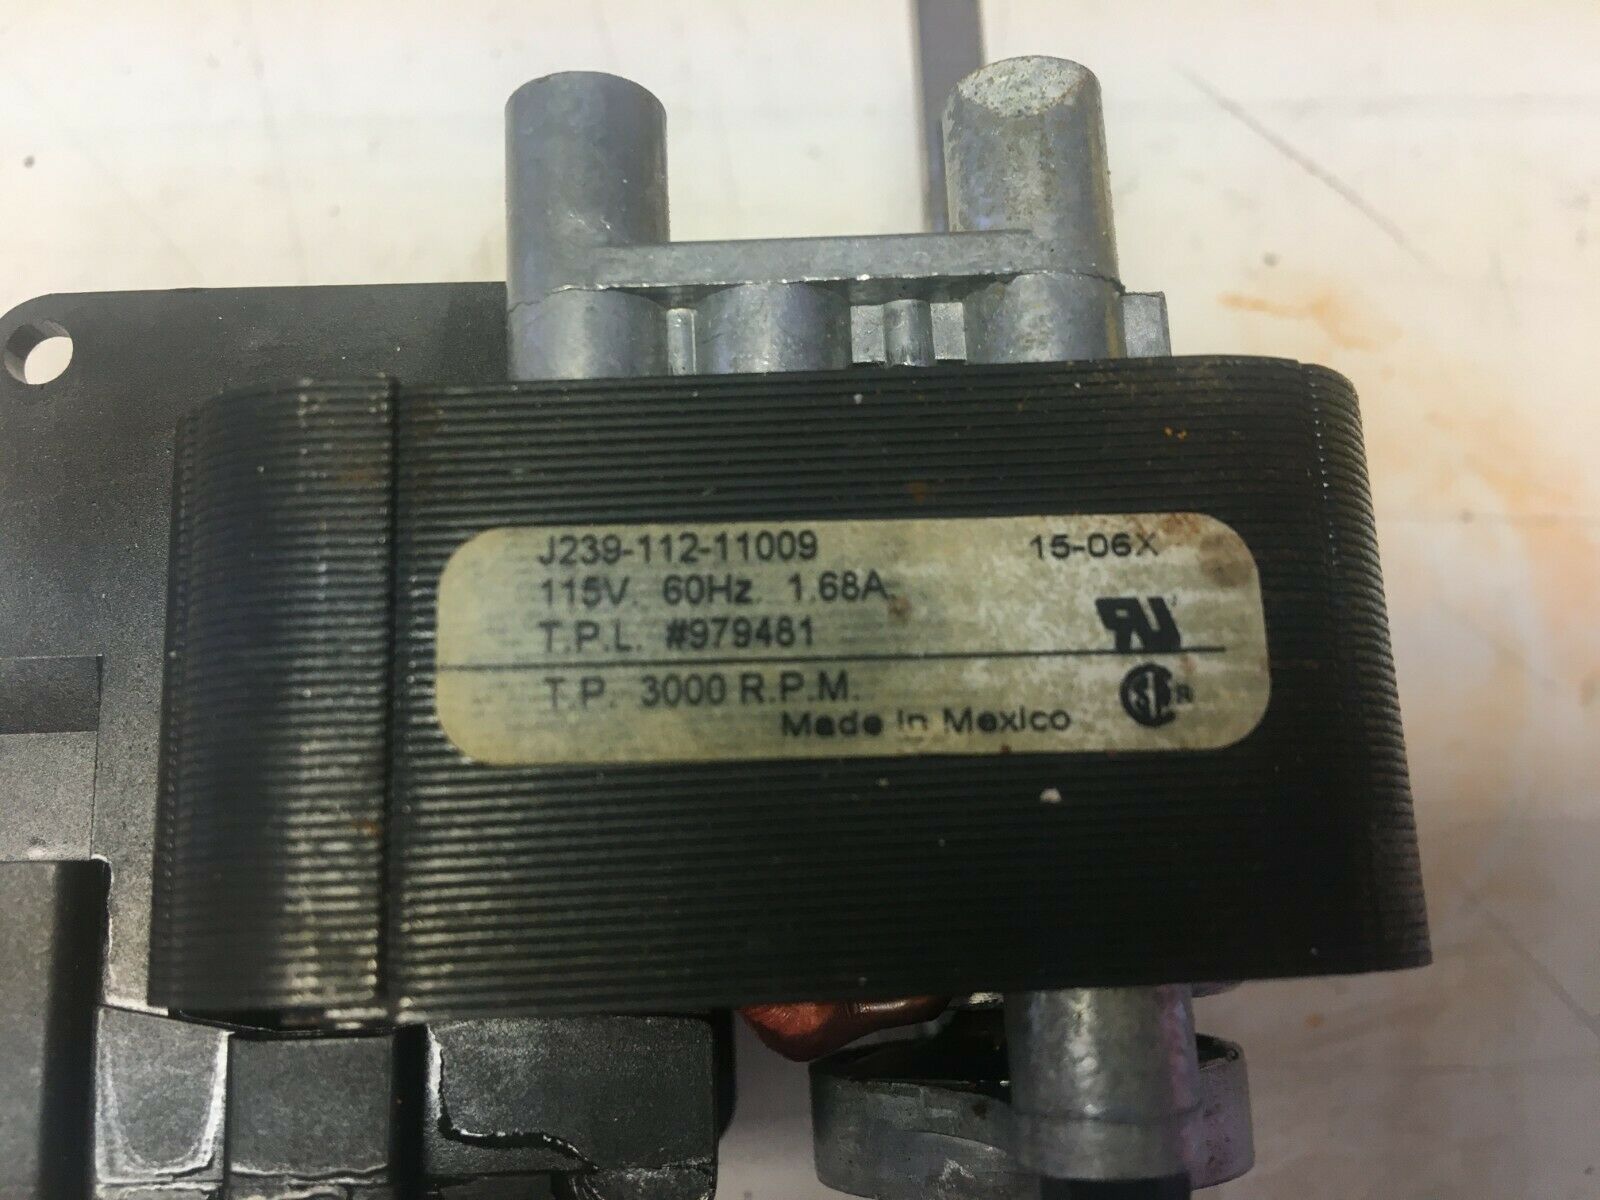 J239-112-11009 15-06X
115V. 60Hz. 1.68A.
T.P.L. #979481
T.P. 3000 R.P.M.
Made in Mexico